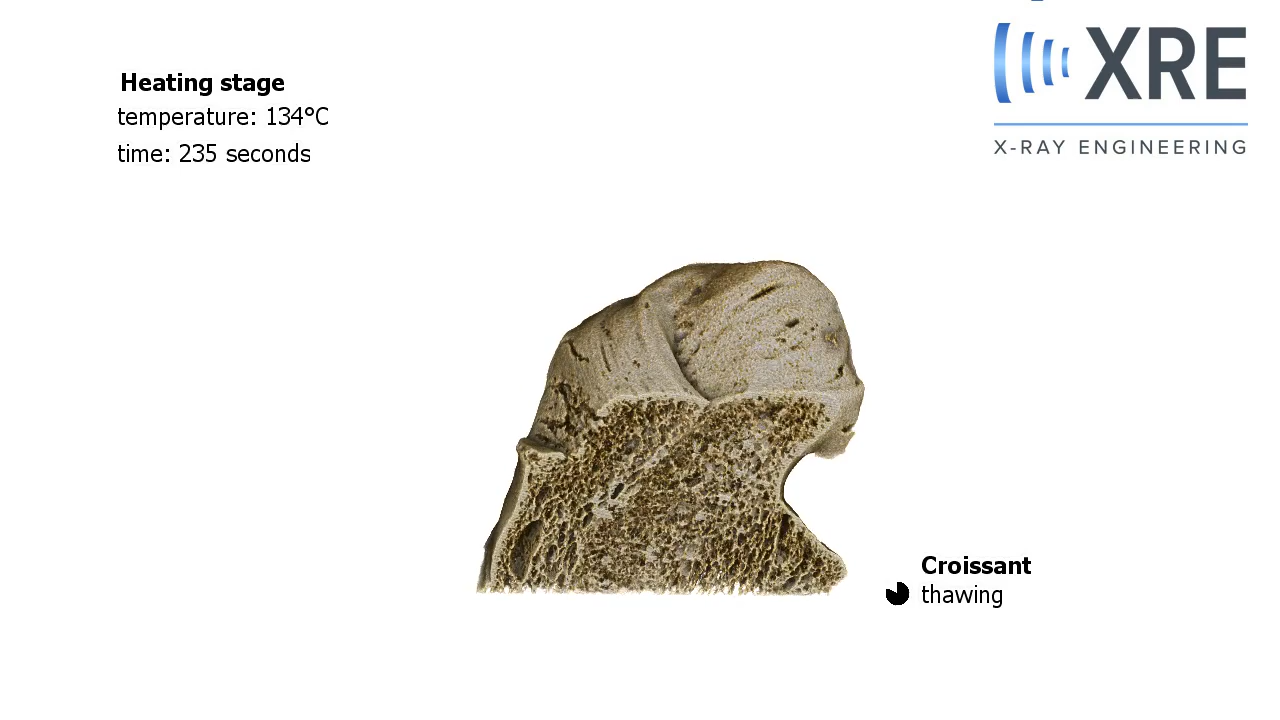 Heating stage
temperature: 134°C
time: 235 seconds
XRE
X-RAY ENGINEERING
Croissant
thawing